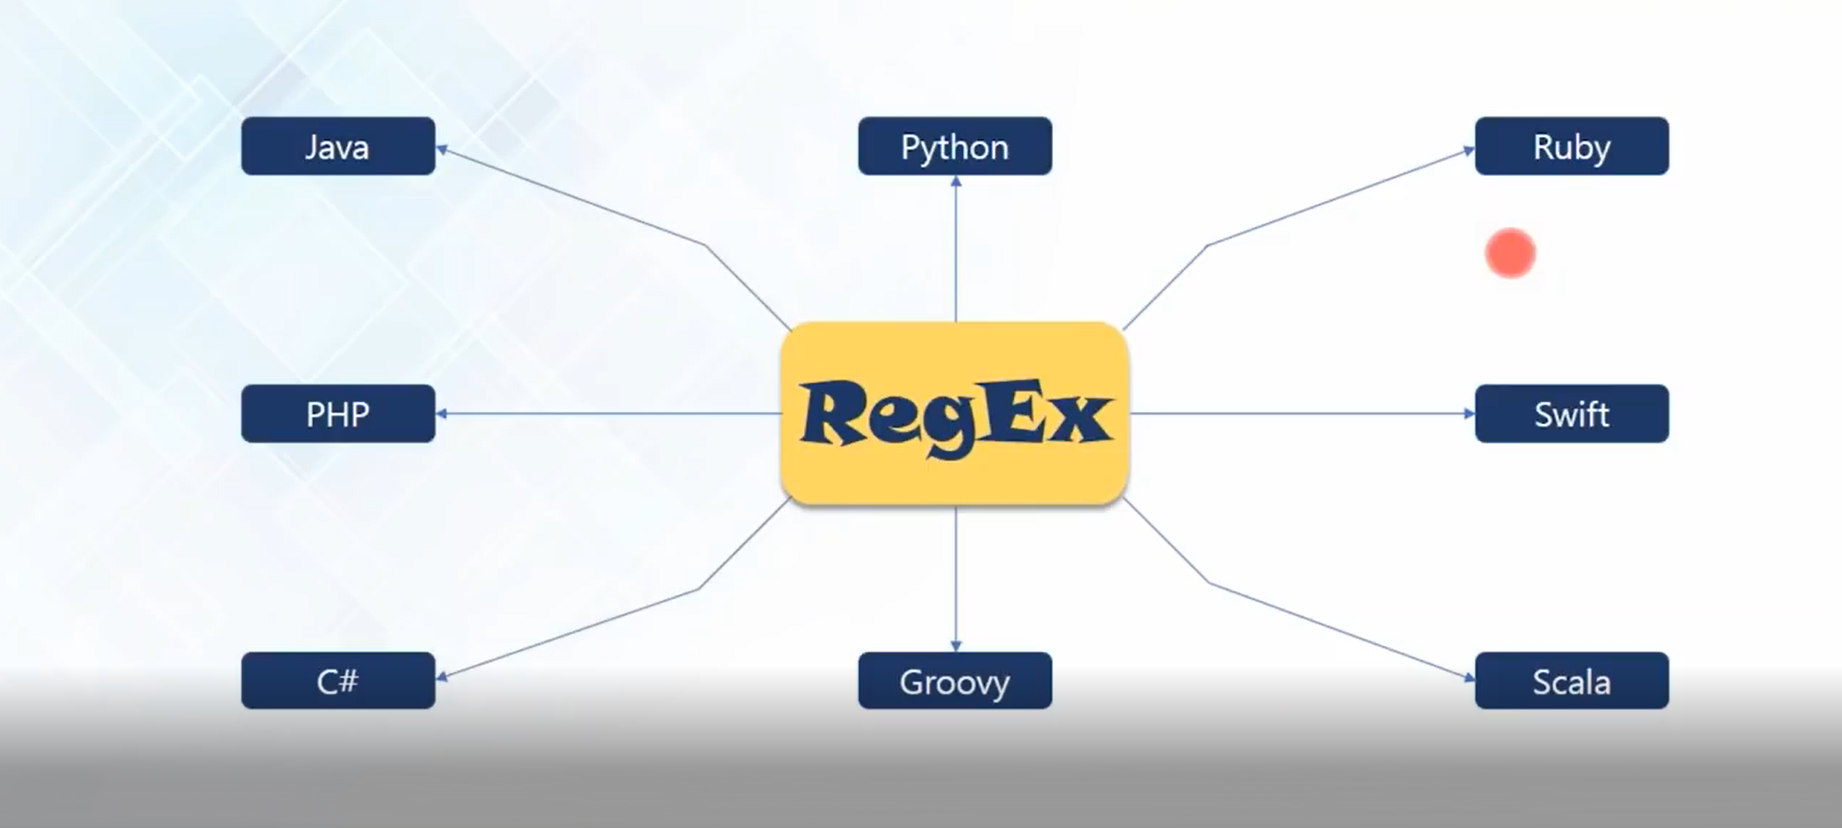 Java
Python
Ruby
PHP
RegEx
Swift
C#
Groovy
Scala